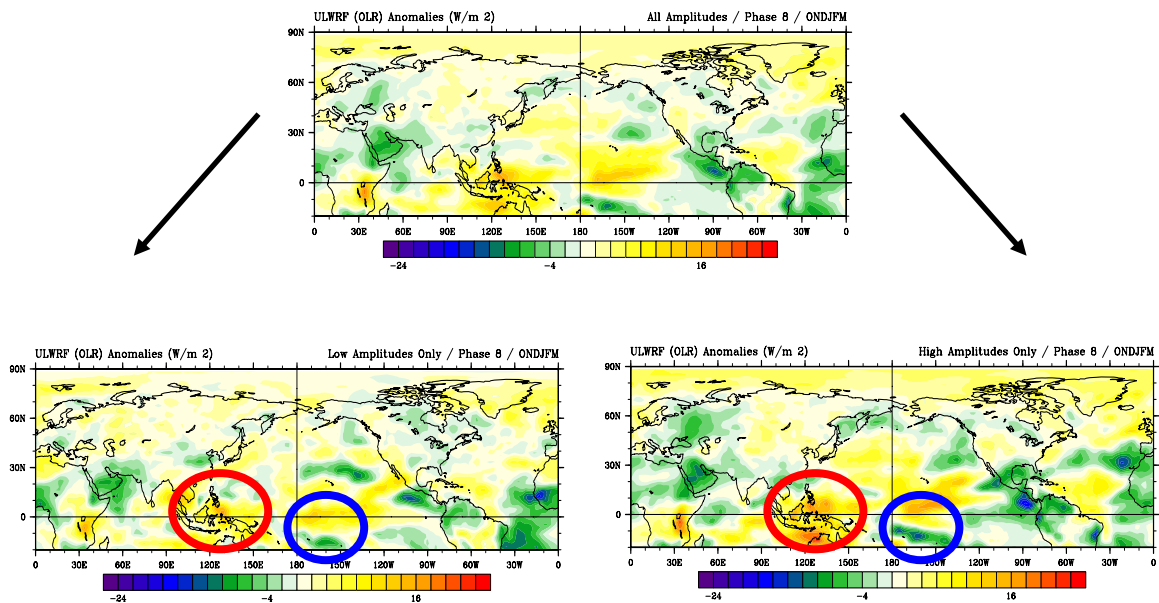 ULWRF (OLR) Anomalies (W/m 2) All Amplitudes / Phase 8 / ONDJFM
90N
60N
30N
0
0 30E 60E 90E 120E 150E 180 150W 120W 90W 60W 30W 0
-24 -4 16
ULWRF (OLR) Anomalies (W/m 2) Low Amplitudes Only / Phase 8 / ONDJFM
90N
60N
30N
0
0 30E 60E 90E 120E 150E 180 150W 120W 90W 60W 30W 0
-24 -4 16
ULWRF (OLR) Anomalies (W/m 2) High Amplitudes Only / Phase 8 / ONDJFM
90N
60N
30N
0
0 30E 60E 90E 120E 150E 180 150W 120W 90W 60W 30W 0
-24 -4 16